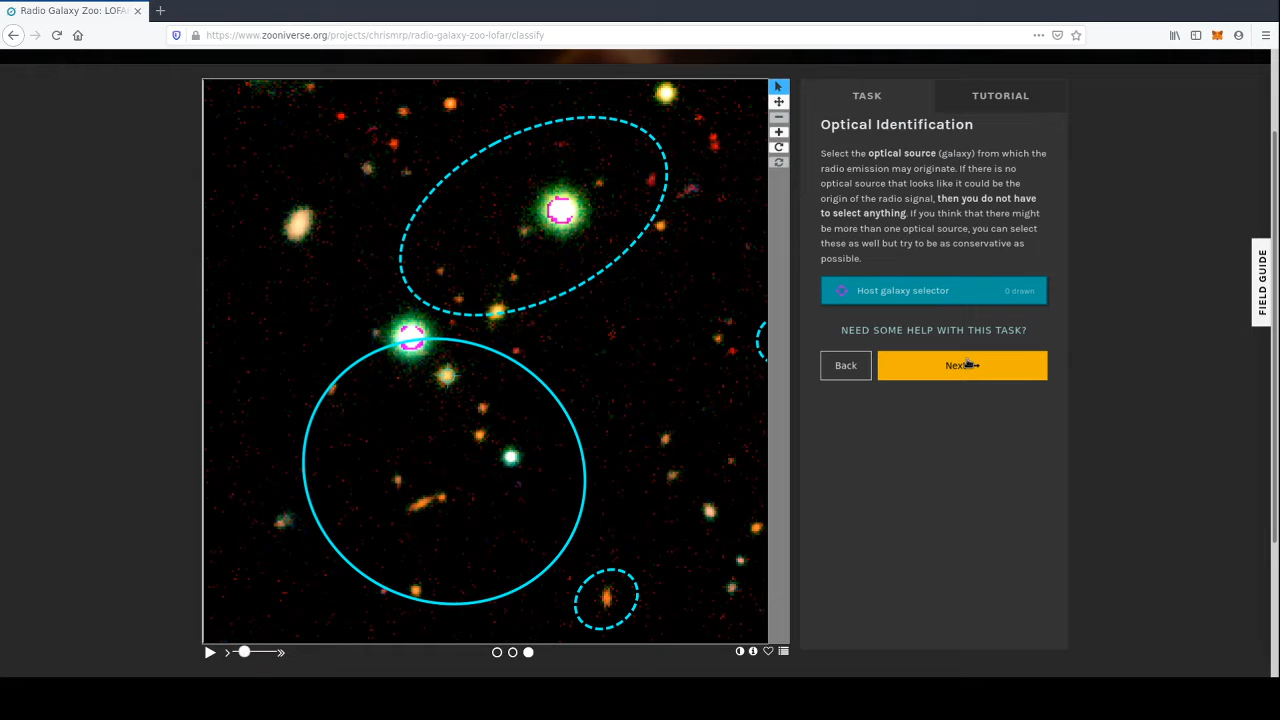 Radio Galaxy Zoo: LOFA
https://www.zooniverse.org/projects/chrismrp/radio-galaxy-zoo-lofar/classify
TASK
TUTORIAL
Optical Identification
Select the optical source (galaxy) from which the
radio emission may originate. If there is no
optical source that looks like it could be the
origin of the radio signal, then you do not have
to select anything. If you think that there might
be more than one optical source, you can select
these as well but try to be as conservative as
possible.
Host galaxy selector
0 drawn
NEED SOME HELP WITH THIS TASK?
Back
Next
FIELD GUIDE